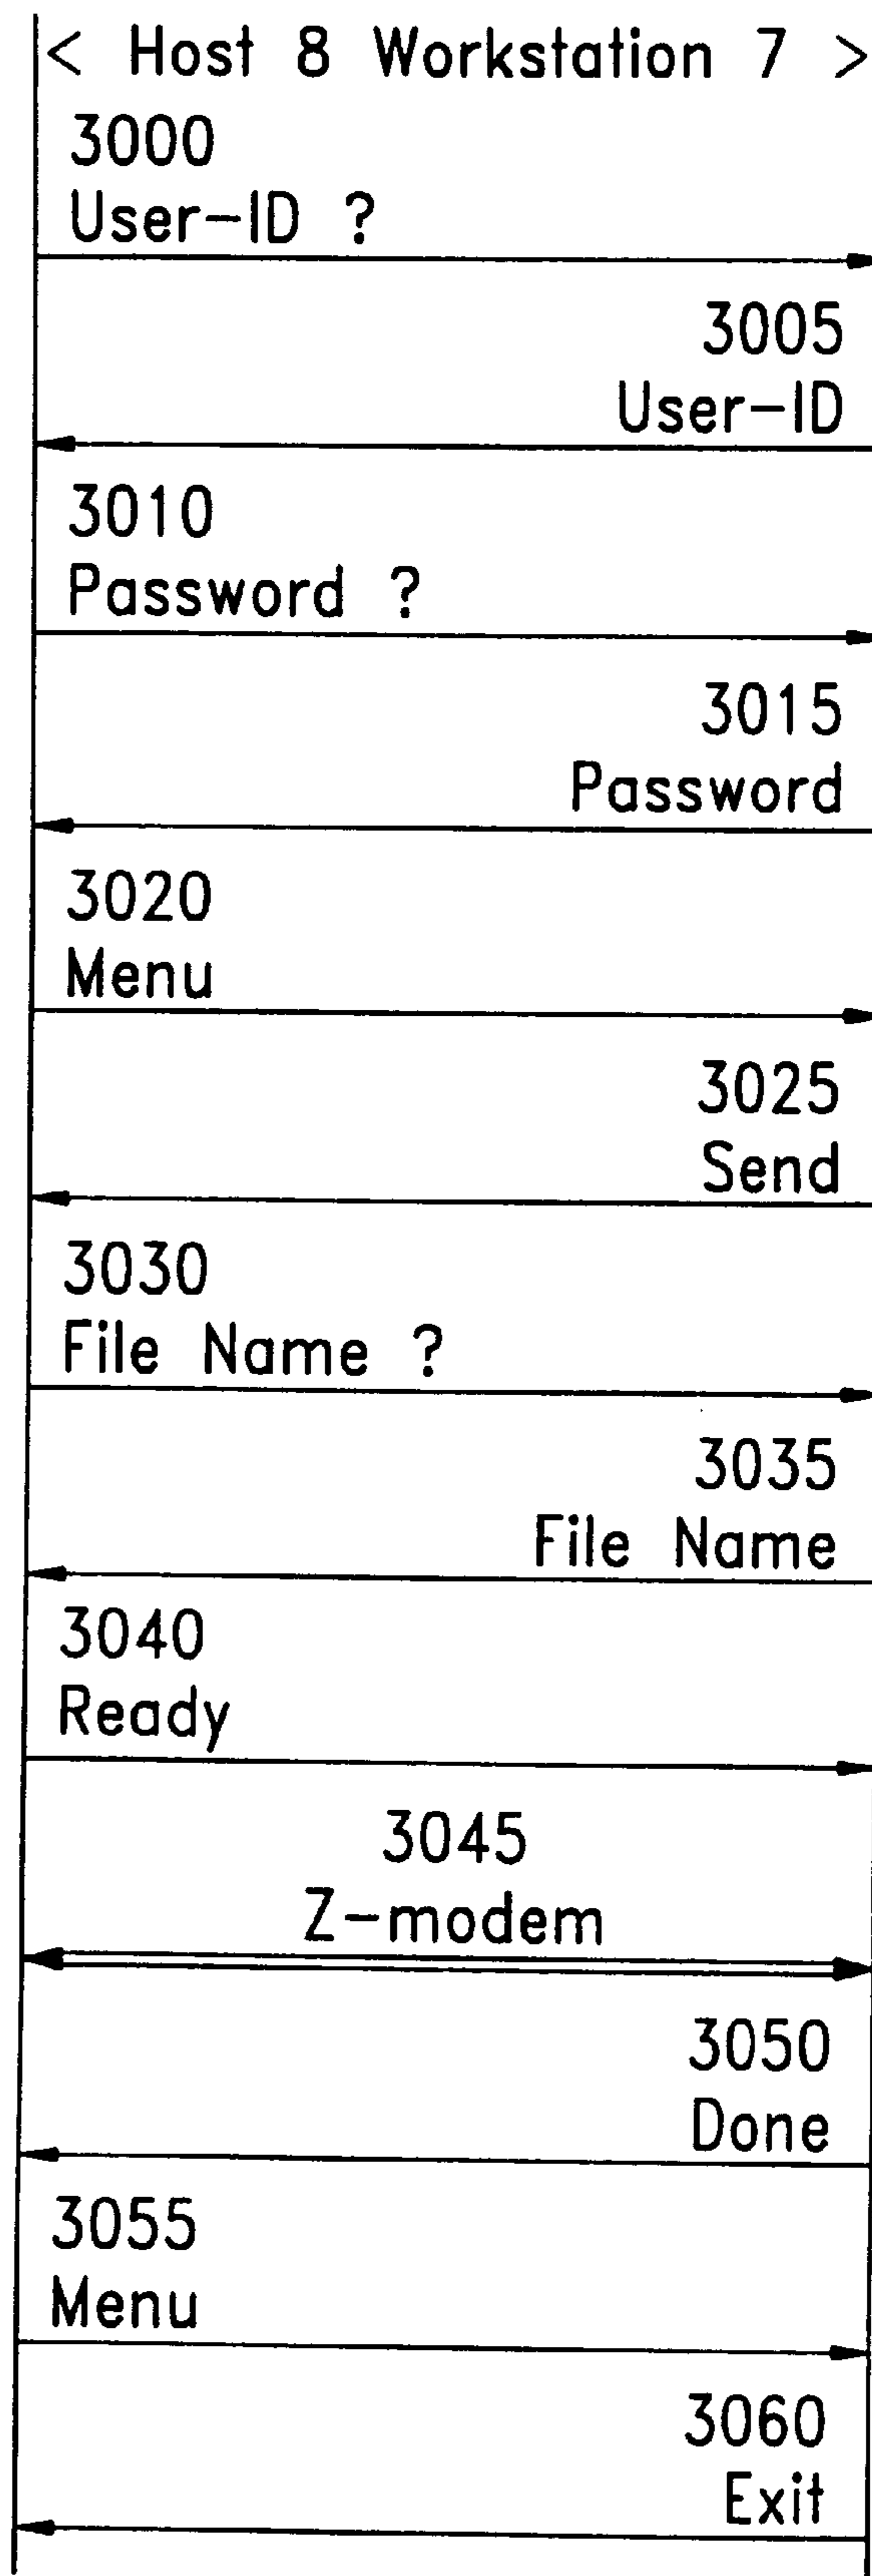 < Host 8 Workstation 7 >
3000
User-ID ?
3005
User-ID
3010
Password ?
3015
Password
3020
Menu
3025
Send
3030
File Name ?
3035
File Name
3040
Ready
3045
Z-modem
3050
Done
3055
Menu
3060
Exit